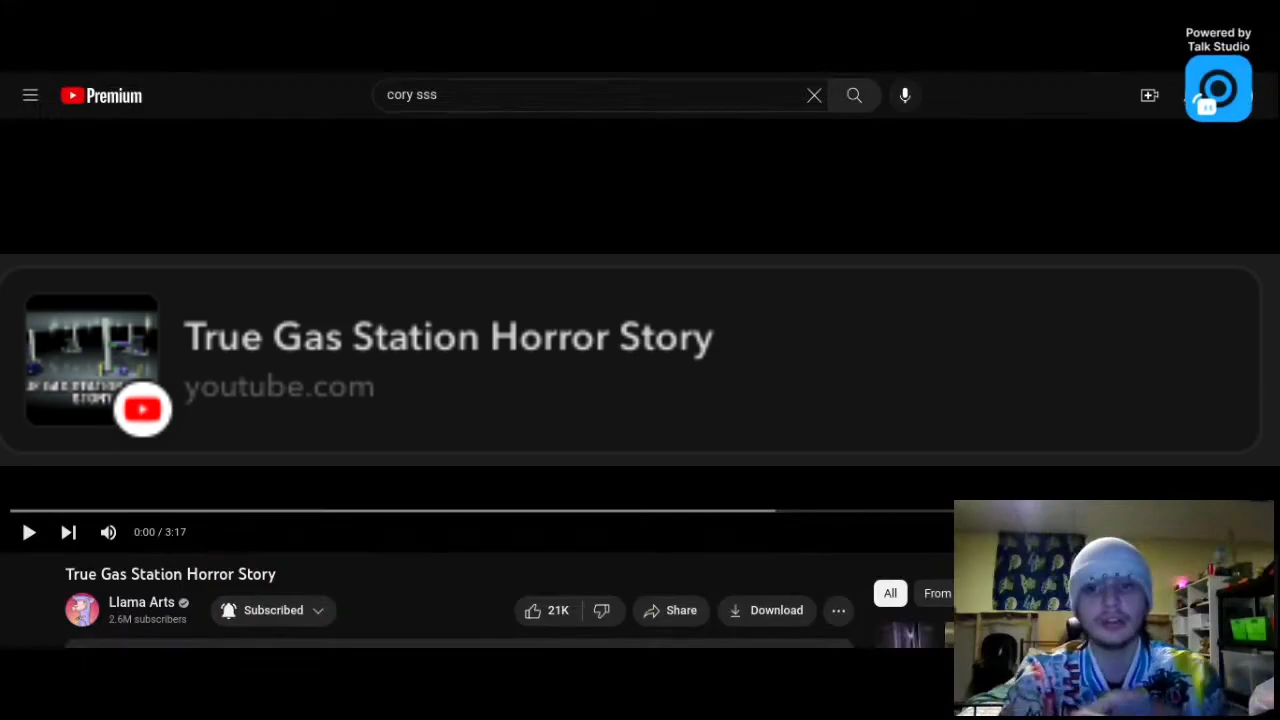 Powered by
Talk Studio
Premium
cory sss
True Gas Station Horror Story
youtube.com
0:00 / 3:17
True Gas Station Horror Story
Llama Arts
2.6M subscribers
Subscribed
21K
Share
Download
All
From